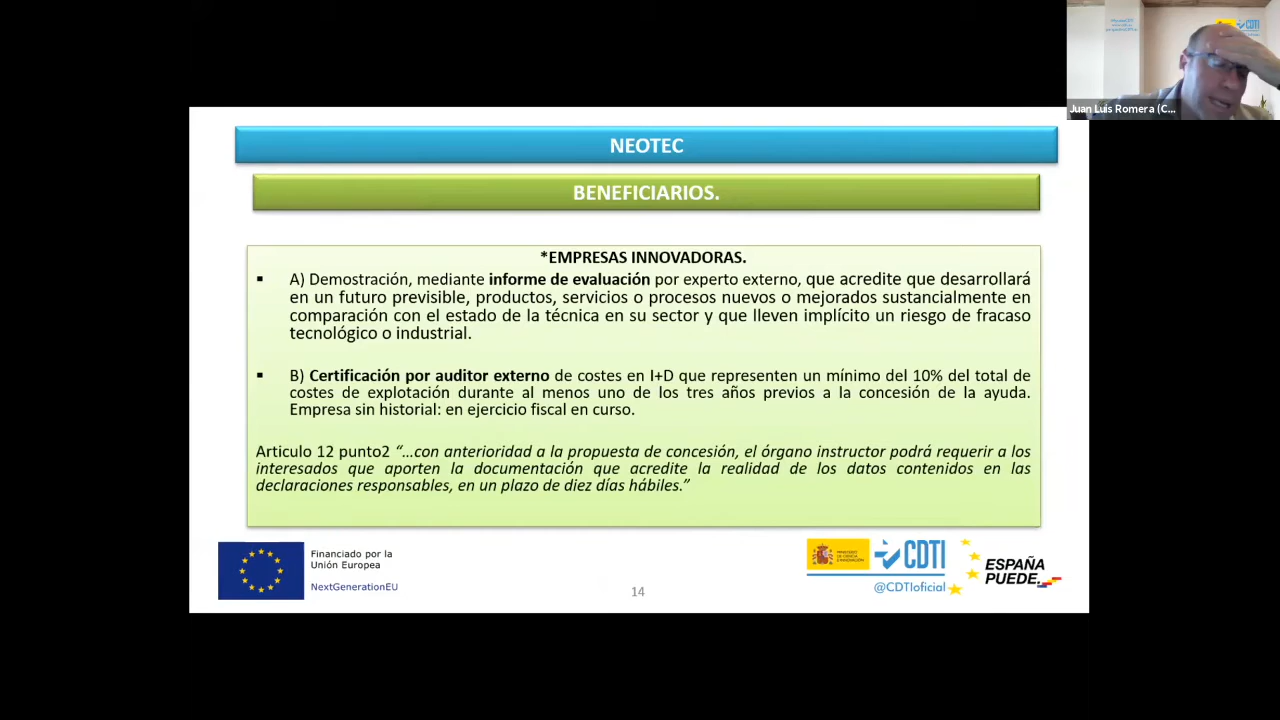 CDTI
Juan Luis Romera (C...
NEOTEC
BENEFICIARIOS.
*EMPRESAS INNOVADORAS.
▪ A) Demostración, mediante informe de evaluación por experto externo, que acredite que desarrollará
en un futuro previsible, productos, servicios o procesos nuevos o mejorados sustancialmente en
comparación con el estado de la técnica en su sector y que lleven implícito un riesgo de fracaso
tecnológico o industrial.
▪ B) Certificación por auditor externo de costes en I+D que representen un mínimo del 10% del total de
costes de explotación durante al menos uno de los tres años previos a la concesión de la ayuda.
Empresa sin historial: en ejercicio fiscal en curso.
Articulo 12 punto2 “…con anterioridad a la propuesta de concesión, el órgano instructor podrá requerir a los
interesados que aporten la documentación que acredite la realidad de los datos contenidos en las
declaraciones responsables, en un plazo de diez días hábiles.”
Financiado por la
Unión Europea
NextGenerationEU
14
MINISTERIO
DE CIENCIA
E INNOVACIÓN
CDTI
@CDTIoficial
ESPAÑA
PUEDE.